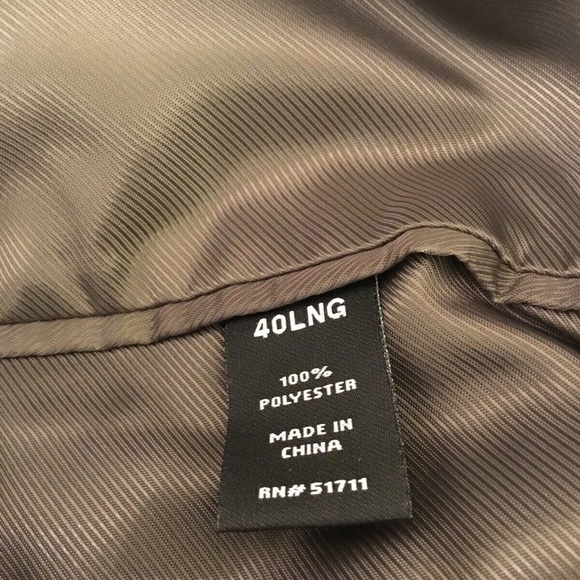 40LNG
100%
POLYESTER
MADE IN
CHINA
RN# 51711